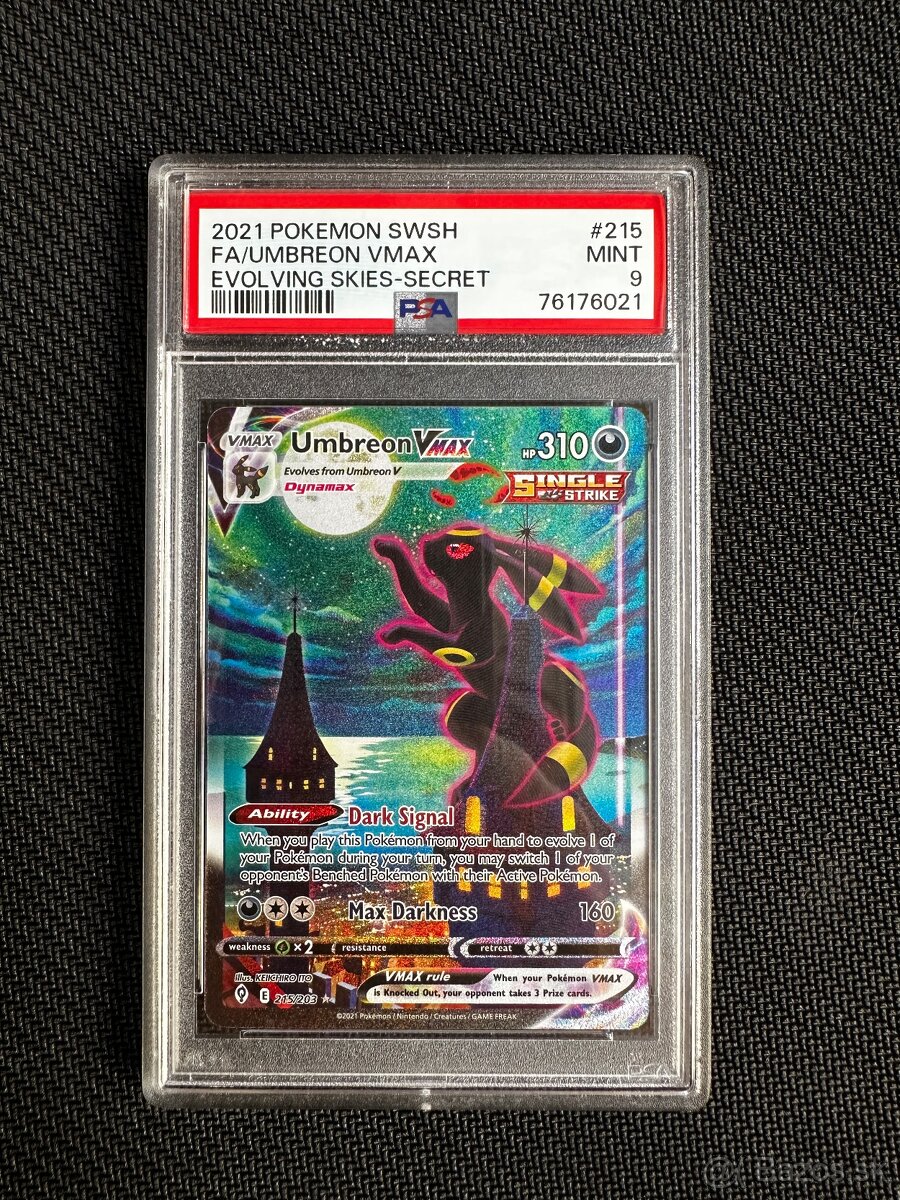 2021 POKEMON SWSH #215
FA/UMBREON VMAX MINT
EVOLVING SKIES-SECRET 9
PSA 76176021
VMAX Umbreon VMAX HP 310
Evolves from Umbreon V
Dynamax
SINGLE
STRIKE
Ability Dark Signal
When you play this Pokémon from your hand to evolve 1 of
your Pokémon during your turn, you may switch 1 of your
opponent's Benched Pokémon with their Active Pokémon.
Max Darkness 160
weakness ×2 resistance retreat
Illus. KEIICHIRO ITO
VMAX rule When your Pokémon VMAX
is Knocked Out, your opponent takes 3 Prize cards.
E 215/203
©2021 Pokémon / Nintendo / Creatures / GAME FREAK
Bazoš.sk